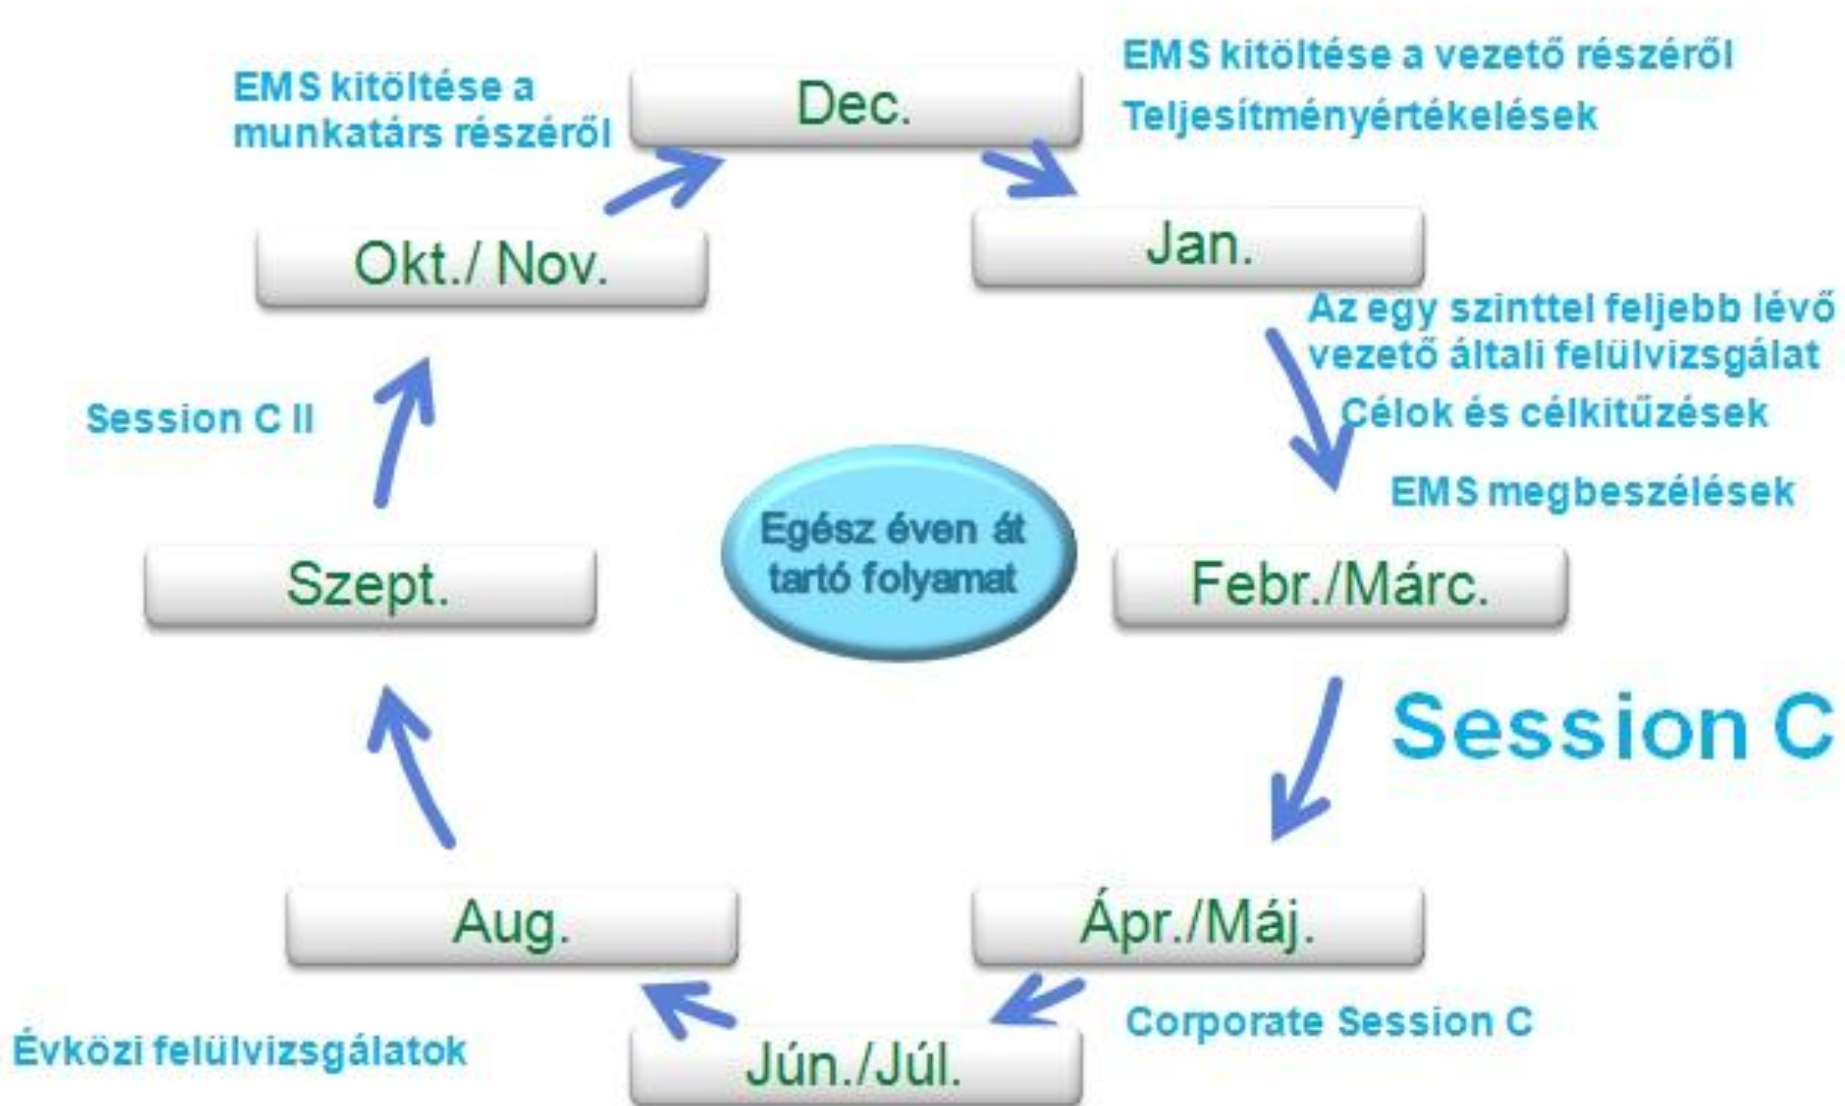 EMS kitöltése a
munkatárs részéről
Dec.
EMS kitöltése a vezető részéről
Teljesítményértékelések
Okt./ Nov.
Jan.
Az egy szinttel feljebb lévő
vezető általi felülvizsgálat
Célok és célkitűzések
EMS megbeszélések
Session C II
Egész éven át
tartó folyamat
Szept.
Febr./Márc.
Session C
Aug.
Ápr./Máj.
Corporate Session C
Évközi felülvizsgálatok
Jún./Júl.